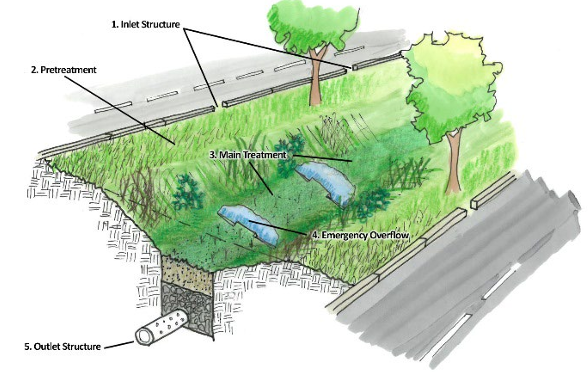 1. Inlet Structure
2. Pretreatment
3. Main Treatment
4. Emergency Overflow
5. Outlet Structure